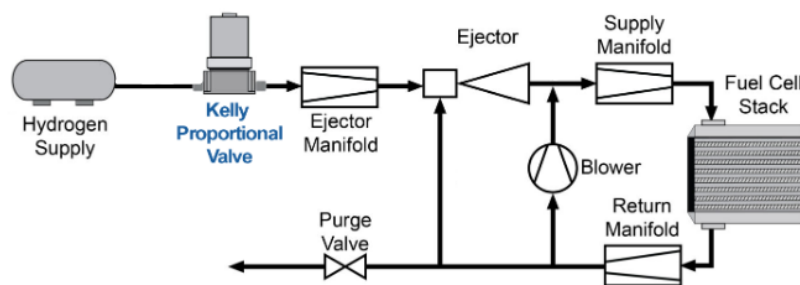 Hydrogen
Supply
Kelly
Proportional
Valve
Ejector
Manifold
Ejector
Supply
Manifold
Fuel Cell
Stack
Blower
Return
Manifold
Purge
Valve